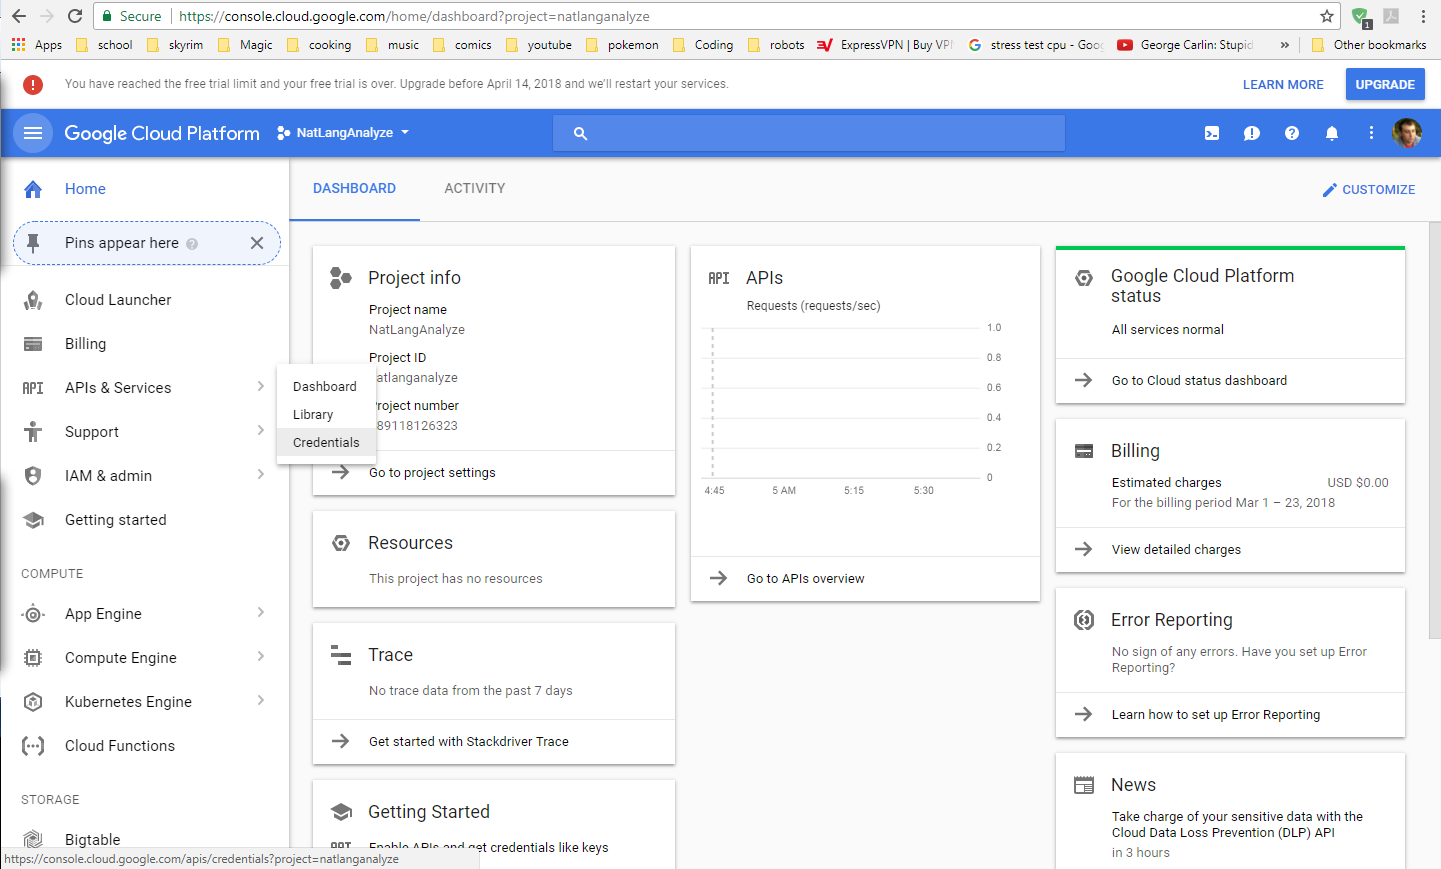 Secure
https://console.cloud.google.com/home/dashboard?project=natlanganalyze
1
Apps
school
skyrim
Magic
cooking
music
comics
youtube
pokemon
Coding
robots
ExpressVPN | Buy VPN
stress test cpu - Goo
George Carlin: Stupid
»
Other bookmarks
You have reached the free trial limit and your free trial is over. Upgrade before April 14, 2018 and we'll restart your services.
LEARN MORE
UPGRADE
Google Cloud Platform
NatLangAnalyze
Home
DASHBOARD
ACTIVITY
CUSTOMIZE
Pins appear here
Cloud Launcher
Billing
API
APIs & Services
Support
IAM & admin
Getting started
COMPUTE
App Engine
Compute Engine
Kubernetes Engine
Cloud Functions
STORAGE
Bigtable
https://console.cloud.google.com/apis/credentials?project=natlanganalyze
Dashboard
Library
Credentials
Project info
Project name
NatLangAnalyze
Project ID
atlanganalyze
roject number
89118126323
Go to project settings
Resources
This project has no resources
Trace
No trace data from the past 7 days
Get started with Stackdriver Trace
Getting Started
API
Enable APIs and get credentials like keys
API
APIs
Requests (requests/sec)
1.0
0.8
0.6
0.4
0.2
0
4:45
5 AM
5:15
5:30
Go to APIs overview
Google Cloud Platform
status
All services normal
Go to Cloud status dashboard
Billing
Estimated charges
USD $0.00
For the billing period Mar 1 – 23, 2018
View detailed charges
Error Reporting
No sign of any errors. Have you set up Error
Reporting?
Learn how to set up Error Reporting
News
Take charge of your sensitive data with the
Cloud Data Loss Prevention (DLP) API
in 3 hours